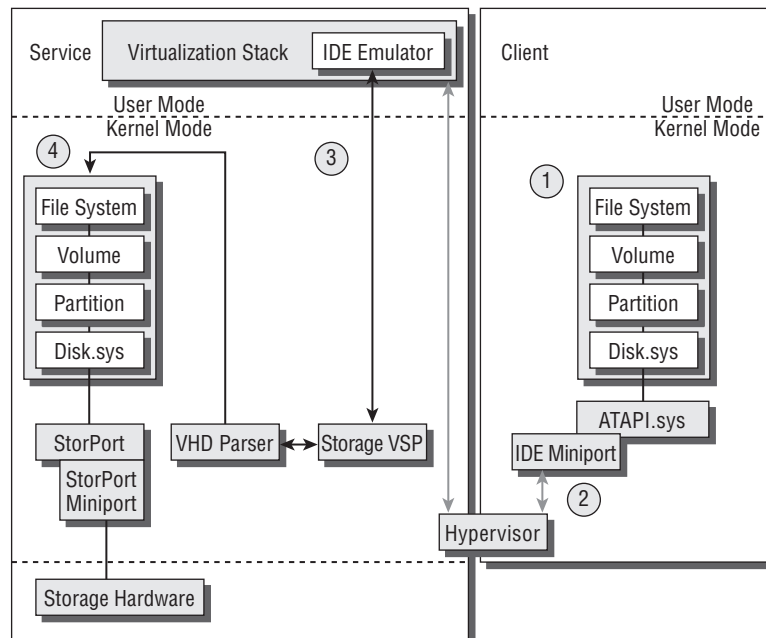 Service
Virtualization Stack
IDE Emulator
User Mode
Kernel Mode
4
3
File System
Volume
Partition
Disk.sys
StorPort
StorPort
Miniport
VHD Parser
Storage VSP
Storage Hardware
Hypervisor
Client
User Mode
Kernel Mode
1
File System
Volume
Partition
Disk.sys
ATAPI.sys
IDE Miniport
2